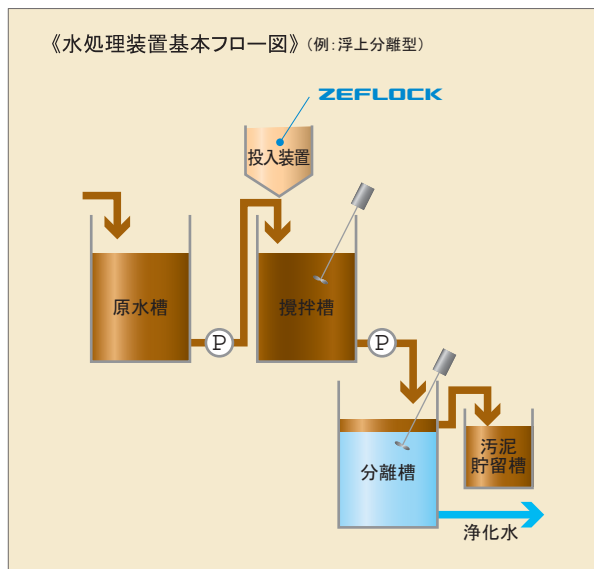 《水処理装置基本フロー図》（例：浮上分離型）
ZEFLOCK
投入装置
原水槽
攪拌槽
P
P
分離槽
汚泥
貯留槽
浄化水